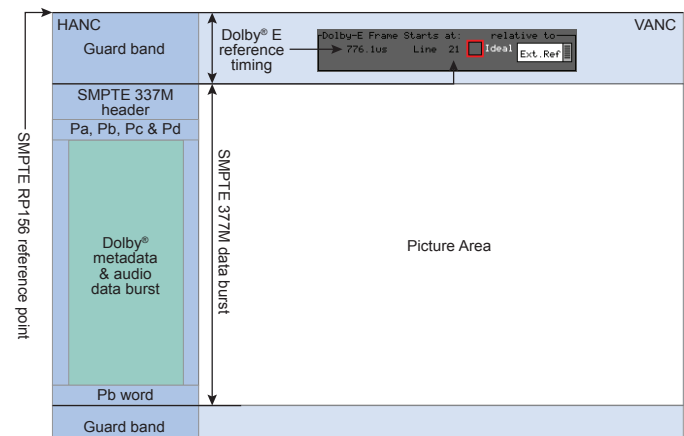 HANC
VANC
Guard band
Dolby® E
reference
timing
Dolby-E Frame Starts at: relative to
776.1us Line 21 Ideal Ext.Ref
SMPTE 337M
header
Pa, Pb, Pc & Pd
SMPTE RP156 reference point
SMPTE 377M data burst
Dolby®
metadata
& audio
data burst
Picture Area
Pb word
Guard band